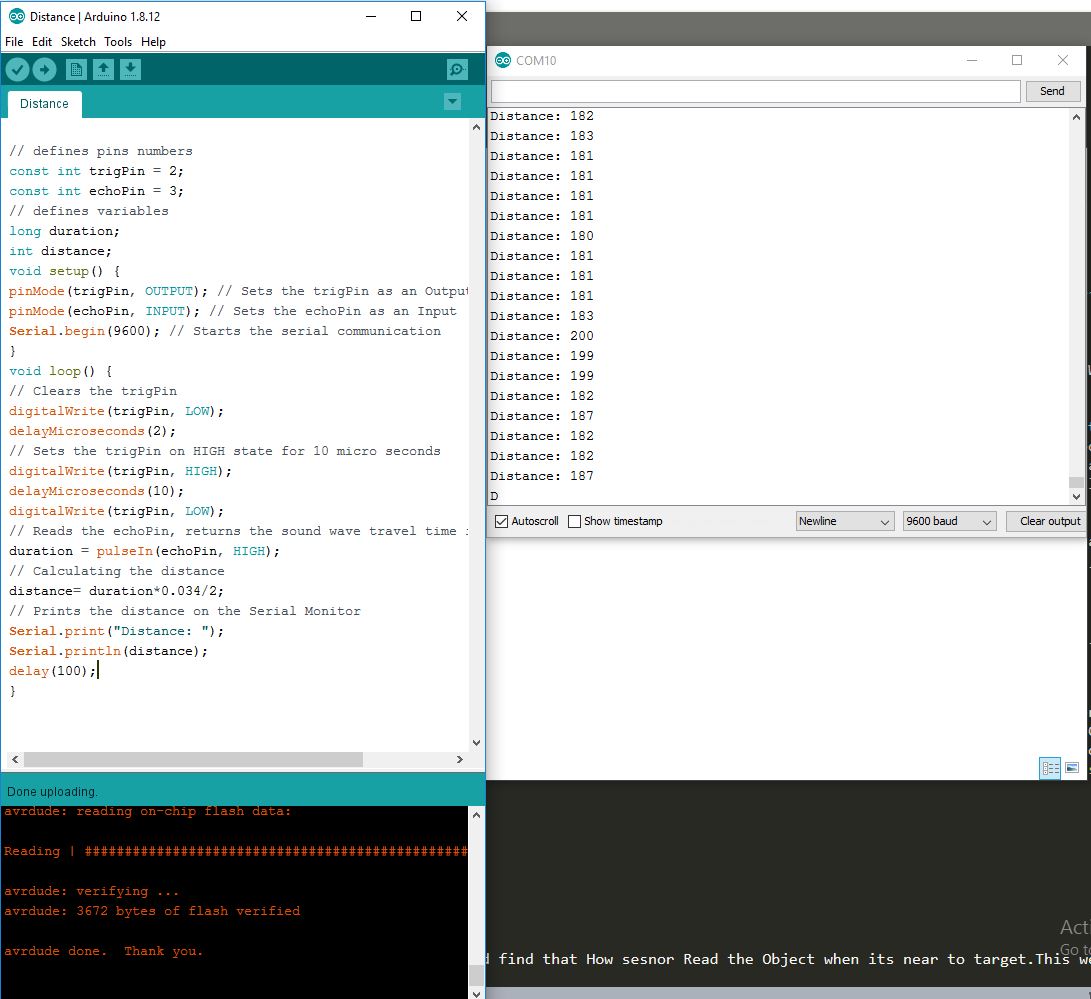 Distance | Arduino 1.8.12
File Edit Sketch Tools Help
Distance
// defines pins numbers
const int trigPin = 2;
const int echoPin = 3;
// defines variables
long duration;
int distance;
void setup() {
pinMode(trigPin, OUTPUT); // Sets the trigPin as an Outpu
pinMode(echoPin, INPUT); // Sets the echoPin as an Input
Serial.begin(9600); // Starts the serial communication
}
void loop() {
// Clears the trigPin
digitalWrite(trigPin, LOW);
delayMicroseconds(2);
// Sets the trigPin on HIGH state for 10 micro seconds
digitalWrite(trigPin, HIGH);
delayMicroseconds(10);
digitalWrite(trigPin, LOW);
// Reads the echoPin, returns the sound wave travel time
duration = pulseIn(echoPin, HIGH);
// Calculating the distance
distance= duration*0.034/2;
// Prints the distance on the Serial Monitor
Serial.print("Distance: ");
Serial.println(distance);
delay(100);
}
Done uploading.
avrdude: reading on-chip flash data:
Reading | ################################################
avrdude: verifying ...
avrdude: 3672 bytes of flash verified
avrdude done.  Thank you.
COM10
Send
Distance: 182
Distance: 183
Distance: 181
Distance: 181
Distance: 181
Distance: 181
Distance: 180
Distance: 181
Distance: 181
Distance: 181
Distance: 183
Distance: 200
Distance: 199
Distance: 199
Distance: 182
Distance: 187
Distance: 182
Distance: 182
Distance: 187
D
Autoscroll Show timestamp Newline 9600 baud Clear output
Act
Go to
d find that How sesnor Read the Object when its near to target.This we